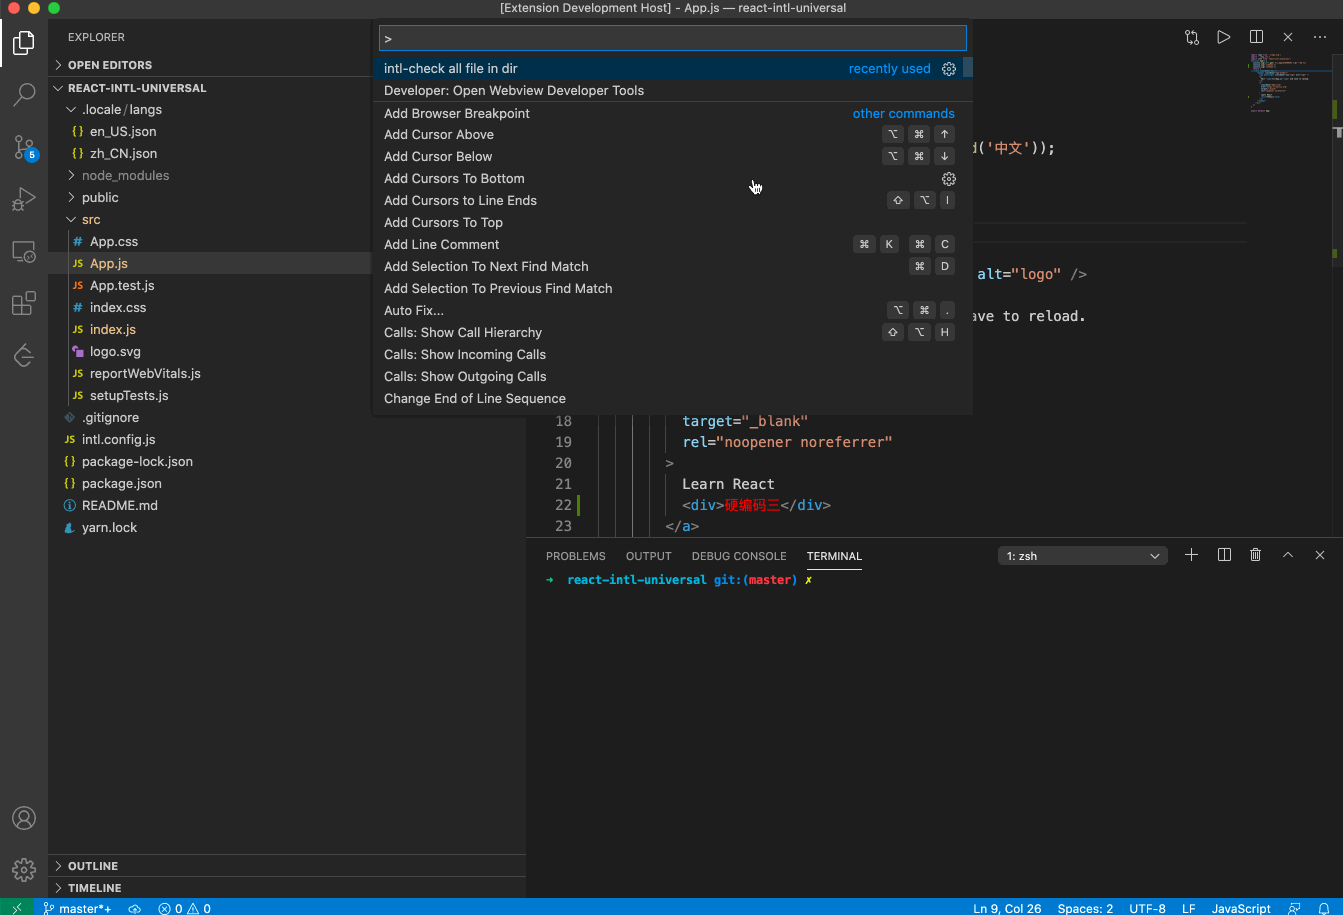 [Extension Development Host] - App.js — react-intl-universal
EXPLORER
OPEN EDITORS
REACT-INTL-UNIVERSAL
.locale / langs
{} en_US.json
{} zh_CN.json
node_modules
public
src
# App.css
JS App.js
JS App.test.js
# index.css
JS index.js
logo.svg
JS reportWebVitals.js
JS setupTests.js
.gitignore
JS intl.config.js
{} package-lock.json
{} package.json
README.md
yarn.lock
OUTLINE
TIMELINE
5
>
intl-check all file in dir recently used
Developer: Open Webview Developer Tools
Add Browser Breakpoint other commands
Add Cursor Above ⌥ ⌘ ↑
Add Cursor Below ⌥ ⌘ ↓
Add Cursors To Bottom
Add Cursors to Line Ends ⇧ ⌥ I
Add Cursors To Top
Add Line Comment ⌘ K ⌘ C
Add Selection To Next Find Match ⌘ D
Add Selection To Previous Find Match
Auto Fix... ⌥ ⌘ .
Calls: Show Call Hierarchy ⇧ ⌥ H
Calls: Show Incoming Calls
Calls: Show Outgoing Calls
Change End of Line Sequence
d('中文'));
alt="logo" />
ave to reload.
18 target="_blank"
19 rel="noopener noreferrer"
20 >
21 Learn React
22 <div>硬编码三</div>
23 </a>
PROBLEMS OUTPUT DEBUG CONSOLE TERMINAL 1: zsh
➜ react-intl-universal git:(master) ✗
master*+ 0 0 Ln 9, Col 26 Spaces: 2 UTF-8 LF JavaScript